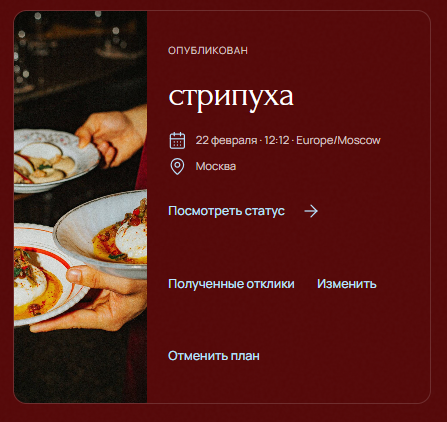 ОПУБЛИКОВАН
стрипуха
22 февраля · 12:12 · Europe/Moscow
Москва
Посмотреть статус →
Полученные отклики Изменить
Отменить план